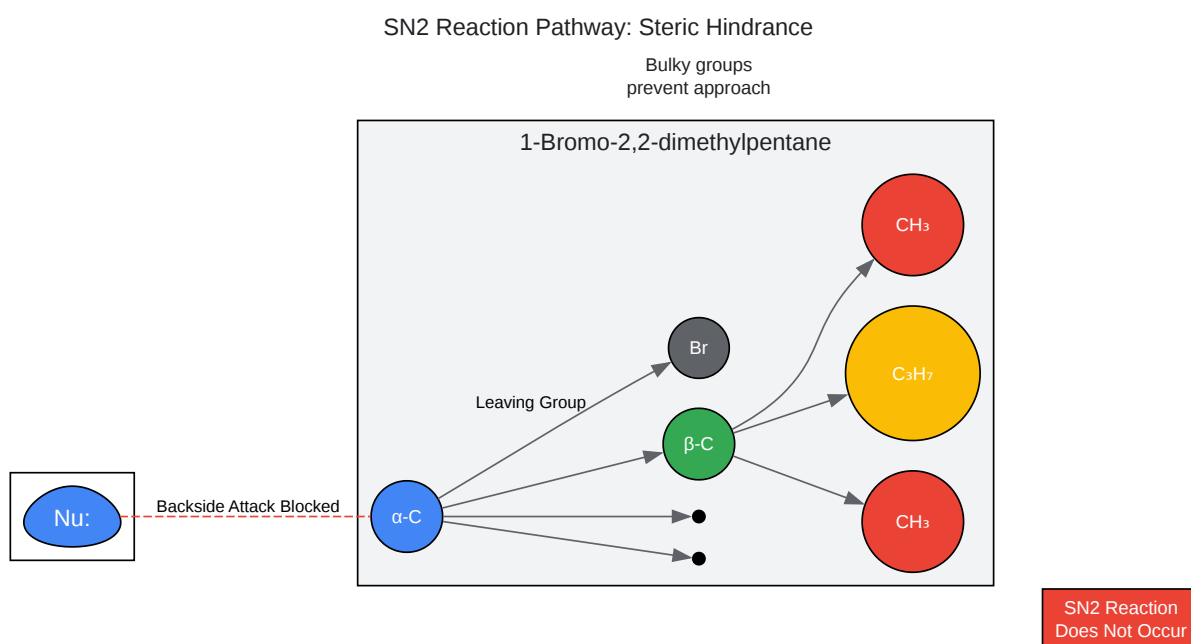 SN2 Reaction Pathway: Steric Hindrance
Bulky groups
prevent approach
1-Bromo-2,2-dimethylpentane
CH₃
Br
C₃H₇
Leaving Group
β-C
Nu:
Backside Attack Blocked
α-C
CH₃
SN2 Reaction
Does Not Occur